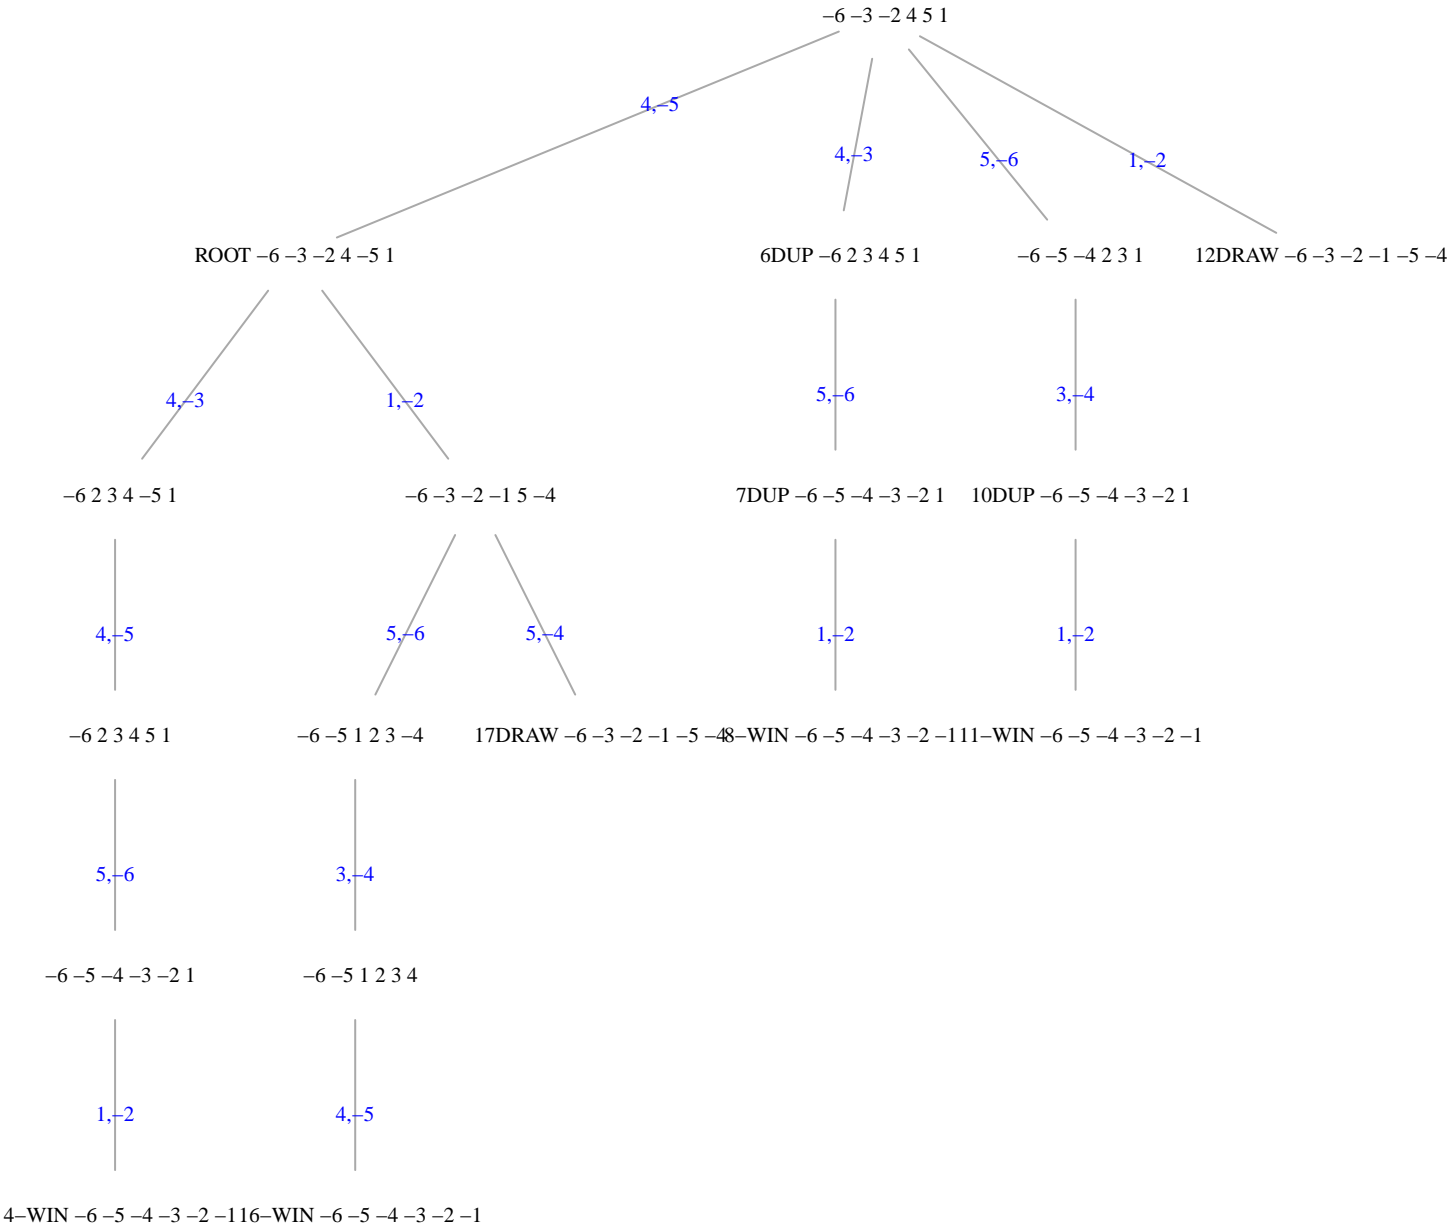 –6 –3 –2 4 5 1
4,–5
4,–3
5,–6
1,–2
ROOT –6 –3 –2 4 –5 1
6DUP –6 2 3 4 5 1
–6 –5 –4 2 3 1
12DRAW –6 –3 –2 –1 –5 –4
4,–3
1,–2
5,–6
3,–4
–6 2 3 4 –5 1
–6 –3 –2 –1 5 –4
7DUP –6 –5 –4 –3 –2 1
10DUP –6 –5 –4 –3 –2 1
4,–5
5,–6
5,–4
1,–2
1,–2
–6 2 3 4 5 1
–6 –5 1 2 3 –4
17DRAW –6 –3 –2 –1 –5 –4
8–WIN –6 –5 –4 –3 –2 –1
11–WIN –6 –5 –4 –3 –2 –1
5,–6
3,–4
–6 –5 –4 –3 –2 1
–6 –5 1 2 3 4
1,–2
4,–5
4–WIN –6 –5 –4 –3 –2 –1
16–WIN –6 –5 –4 –3 –2 –1